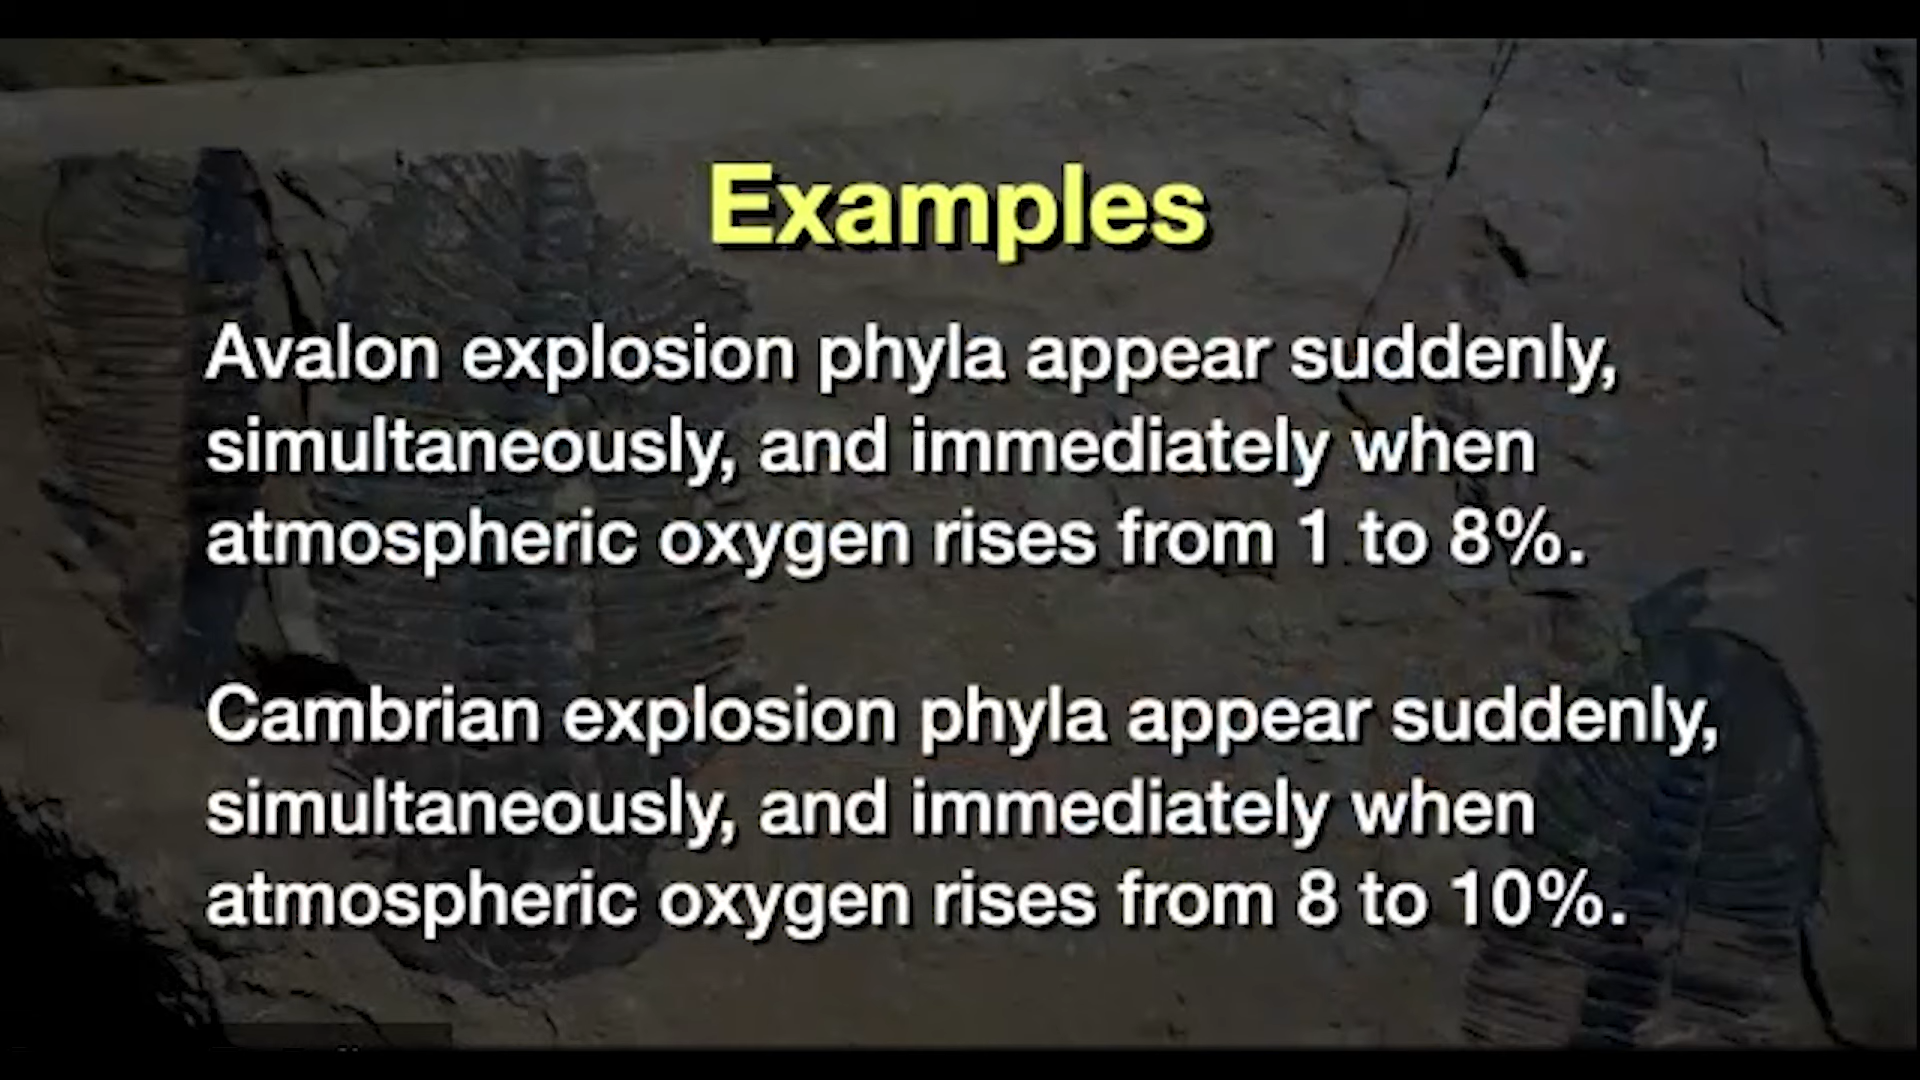 Examples
Avalon explosion phyla appear suddenly,
simultaneously, and immediately when
atmospheric oxygen rises from 1 to 8%.
Cambrian explosion phyla appear suddenly,
simultaneously, and immediately when
atmospheric oxygen rises from 8 to 10%.